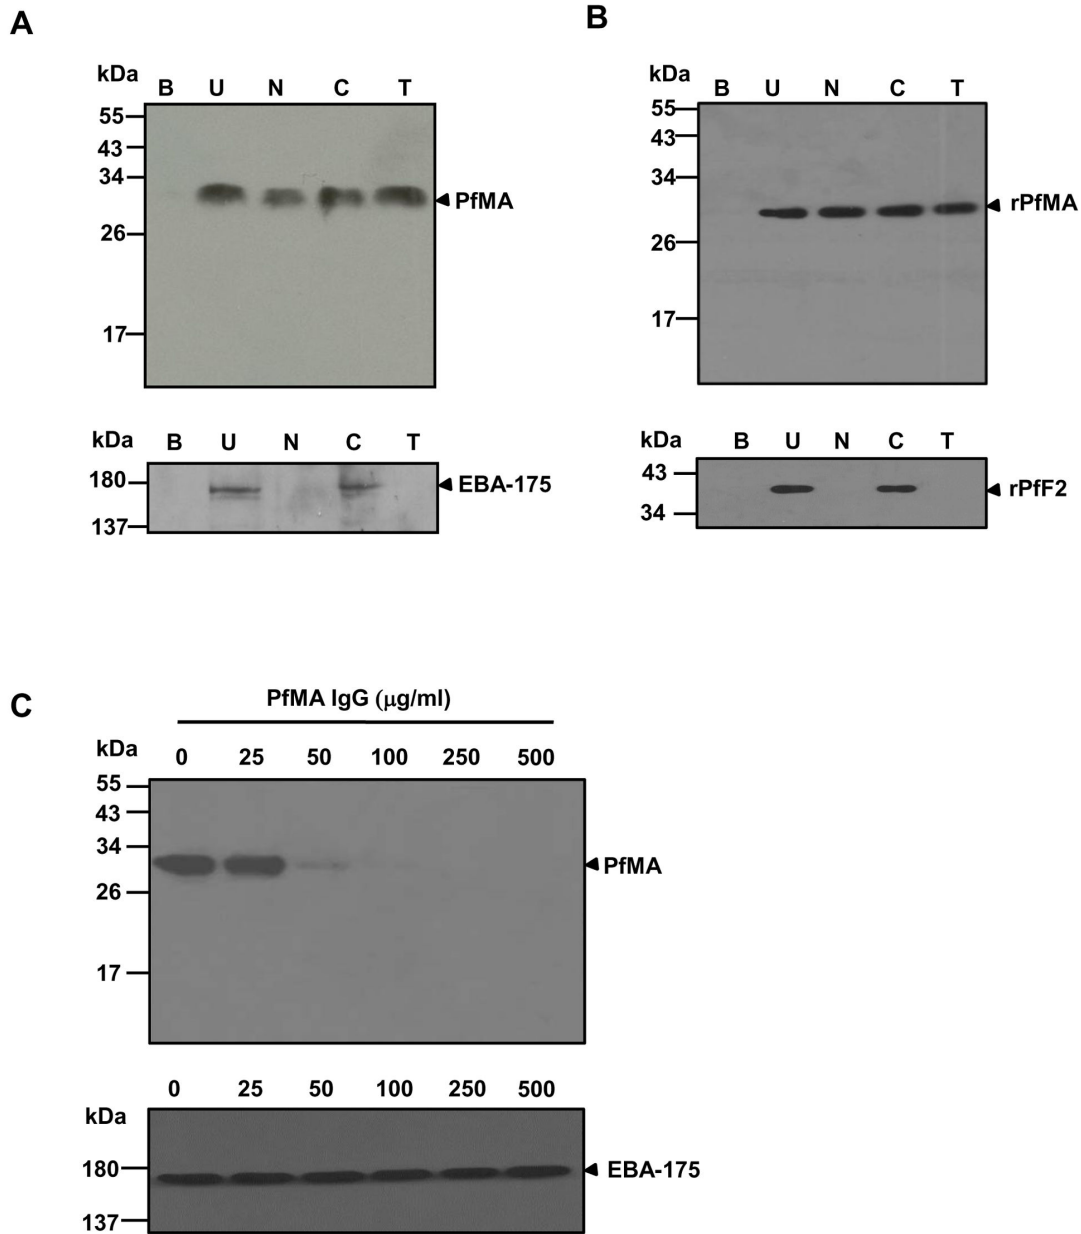 A
kDa
B U N C T
55
43
34
26
17
PfMA
kDa
B U N C T
180
137
EBA-175
B
kDa
B U N C T
55
43
34
26
17
rPfMA
kDa
B U N C T
43
34
rPfF2
C
PfMA IgG (μg/ml)
kDa
0 25 50 100 250 500
55
43
34
26
17
PfMA
0 25 50 100 250 500
kDa
180
137
EBA-175